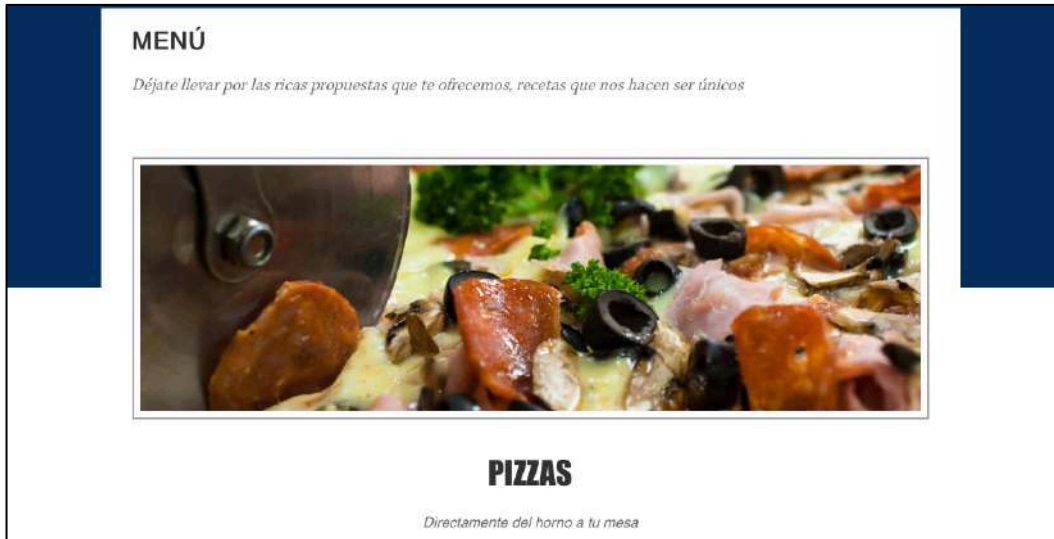 MENÚ
Déjate llevar por las ricas propuestas que te ofrecemos, recetas que nos hacen ser únicos
PIZZAS
Directamente del horno a tu mesa